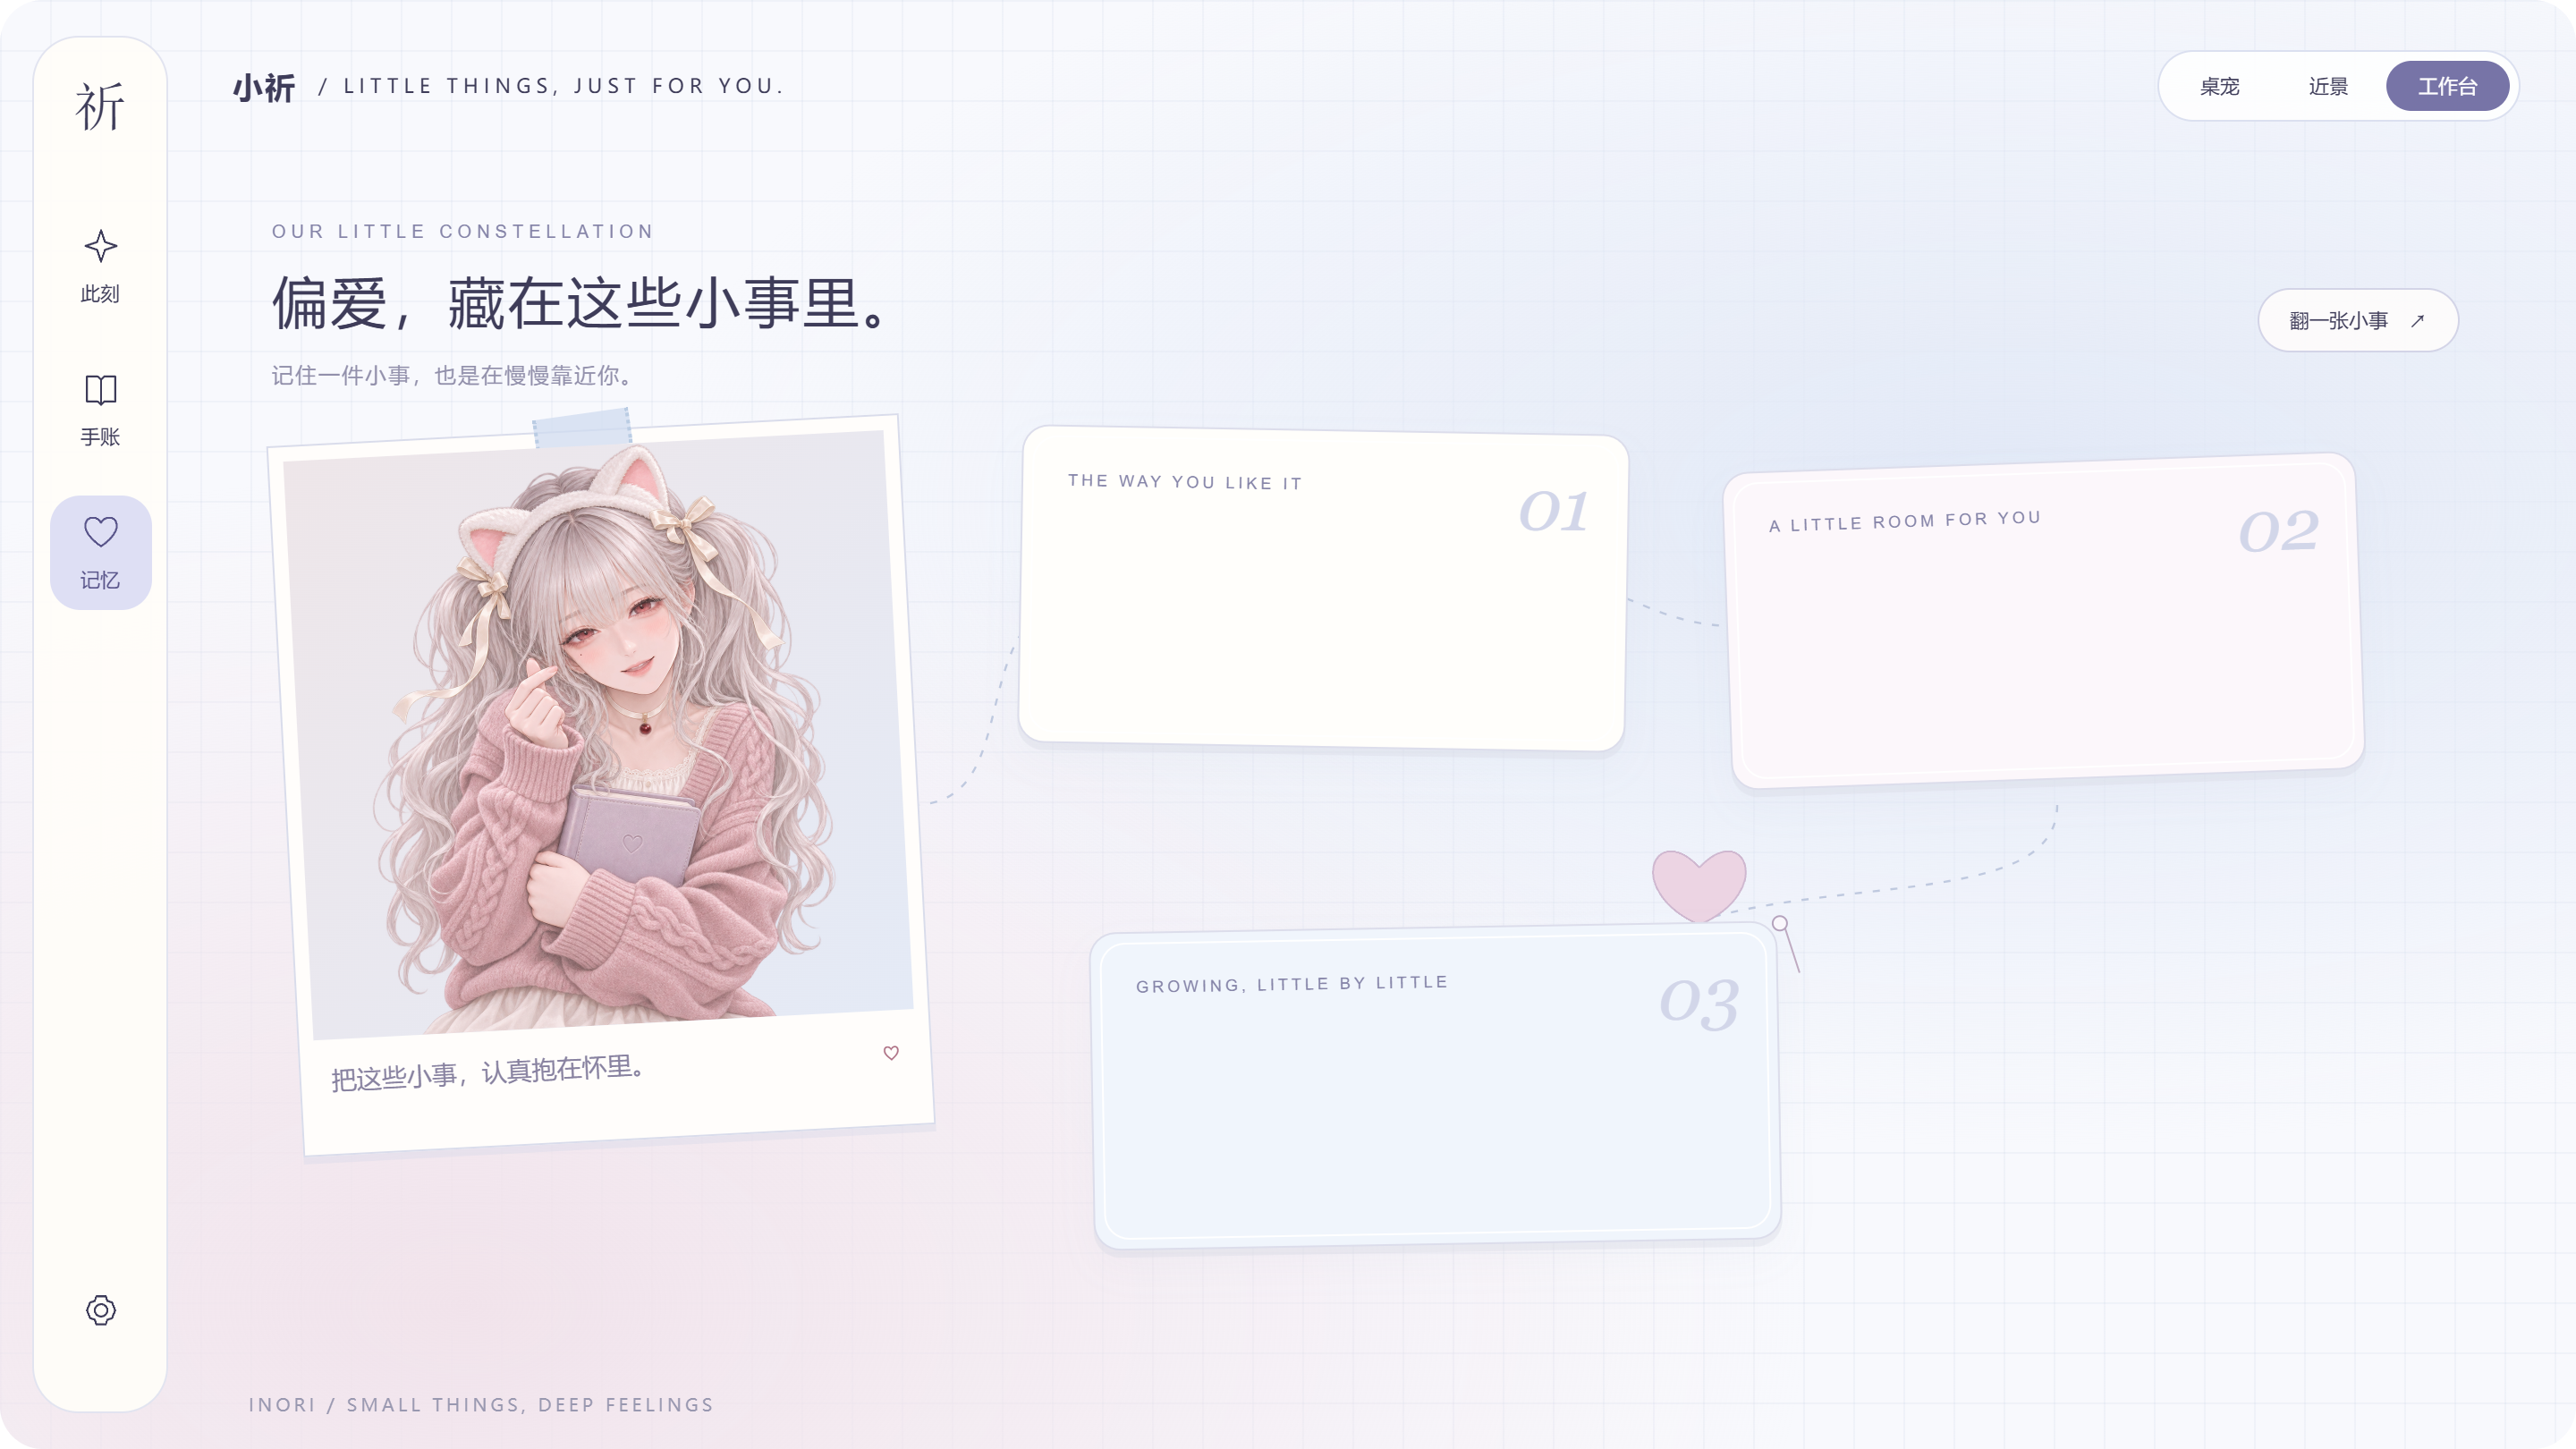 祈
小祈 / LITTLE THINGS, JUST FOR YOU.
桌宠 近景 工作台
此刻
手账
记忆
OUR LITTLE CONSTELLATION
偏爱，藏在这些小事里。
记住一件小事，也是在慢慢靠近你。
翻一张小事 ↗
把这些小事，认真抱在怀里。
THE WAY YOU LIKE IT
01
A LITTLE ROOM FOR YOU
02
GROWING, LITTLE BY LITTLE
03
INORI / SMALL THINGS, DEEP FEELINGS